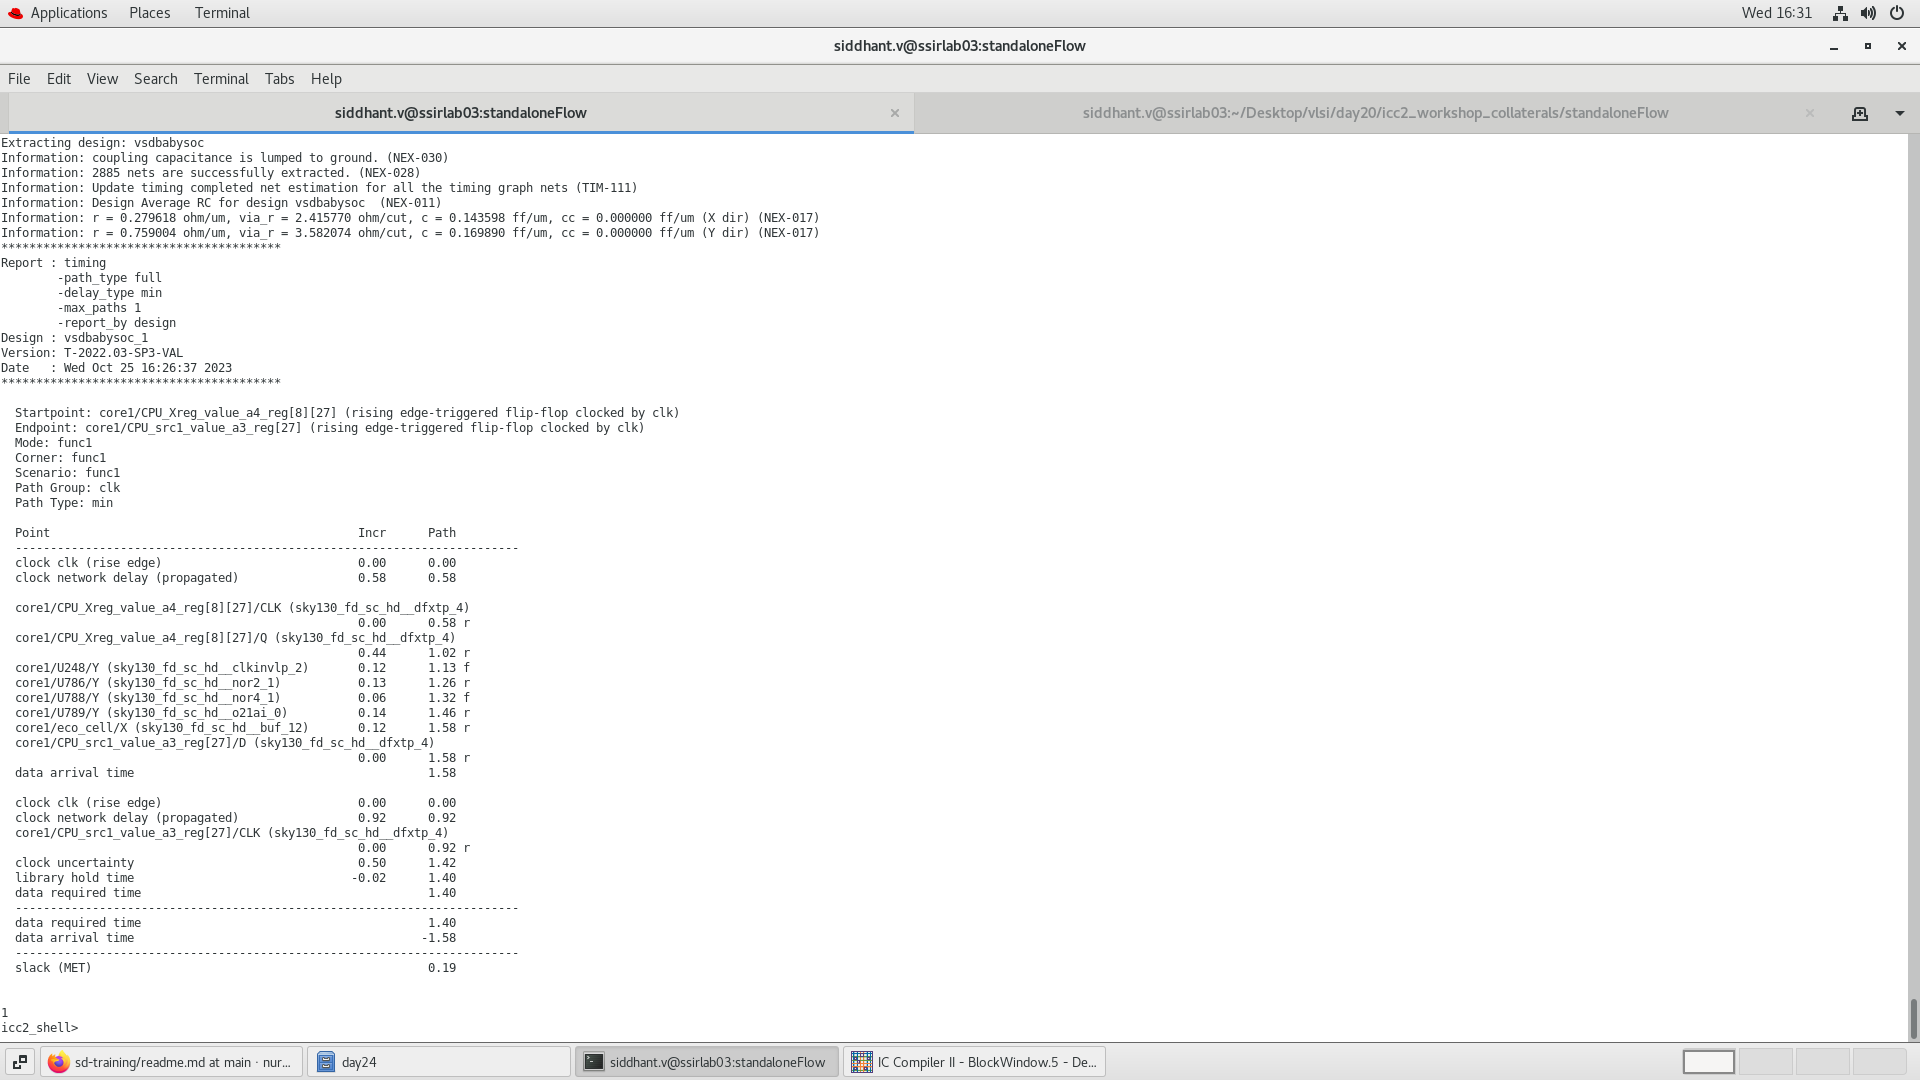 Applications Places Terminal Wed 16:31
siddhant.v@ssirlab03:standaloneFlow
File Edit View Search Terminal Tabs Help
siddhant.v@ssirlab03:standaloneFlow siddhant.v@ssirlab03:~/Desktop/vlsi/day20/icc2_workshop_collaterals/standaloneFlow
Extracting design: vsdbabysoc
Information: coupling capacitance is lumped to ground. (NEX-030)
Information: 2885 nets are successfully extracted. (NEX-028)
Information: Update timing completed net estimation for all the timing graph nets (TIM-111)
Information: Design Average RC for design vsdbabysoc  (NEX-011)
Information: r = 0.279618 ohm/um, via_r = 2.415770 ohm/cut, c = 0.143598 ff/um, cc = 0.000000 ff/um (X dir) (NEX-017)
Information: r = 0.759004 ohm/um, via_r = 3.582074 ohm/cut, c = 0.169890 ff/um, cc = 0.000000 ff/um (Y dir) (NEX-017)
****************************************
Report : timing
        -path_type full
        -delay_type min
        -max_paths 1
        -report_by design
Design : vsdbabysoc_1
Version: T-2022.03-SP3-VAL
Date   : Wed Oct 25 16:26:37 2023
****************************************
  Startpoint: core1/CPU_Xreg_value_a4_reg[8][27] (rising edge-triggered flip-flop clocked by clk)
  Endpoint: core1/CPU_src1_value_a3_reg[27] (rising edge-triggered flip-flop clocked by clk)
  Mode: func1
  Corner: func1
  Scenario: func1
  Path Group: clk
  Path Type: min
  Point                                            Incr      Path
  ------------------------------------------------------------------------
  clock clk (rise edge)                            0.00      0.00
  clock network delay (propagated)                 0.58      0.58
  core1/CPU_Xreg_value_a4_reg[8][27]/CLK (sky130_fd_sc_hd__dfxtp_4)
                                                   0.00      0.58 r
  core1/CPU_Xreg_value_a4_reg[8][27]/Q (sky130_fd_sc_hd__dfxtp_4)
                                                   0.44      1.02 r
  core1/U248/Y (sky130_fd_sc_hd__clkinvlp_2)       0.12      1.13 f
  core1/U786/Y (sky130_fd_sc_hd__nor2_1)           0.13      1.26 r
  core1/U788/Y (sky130_fd_sc_hd__nor4_1)           0.06      1.32 f
  core1/U789/Y (sky130_fd_sc_hd__o21ai_0)          0.14      1.46 r
  core1/eco_cell/X (sky130_fd_sc_hd__buf_12)       0.12      1.58 r
  core1/CPU_src1_value_a3_reg[27]/D (sky130_fd_sc_hd__dfxtp_4)
                                                   0.00      1.58 r
  data arrival time                                          1.58
  clock clk (rise edge)                            0.00      0.00
  clock network delay (propagated)                 0.92      0.92
  core1/CPU_src1_value_a3_reg[27]/CLK (sky130_fd_sc_hd__dfxtp_4)
                                                   0.00      0.92 r
  clock uncertainty                                0.50      1.42
  library hold time                               -0.02      1.40
  data required time                                         1.40
  ------------------------------------------------------------------------
  data required time                                         1.40
  data arrival time                                         -1.58
  ------------------------------------------------------------------------
  slack (MET)                                                0.19
1
icc2_shell>
sd-training/readme.md at main · nur... day24 siddhant.v@ssirlab03:standaloneFlow IC Compiler II - BlockWindow.5 - De...